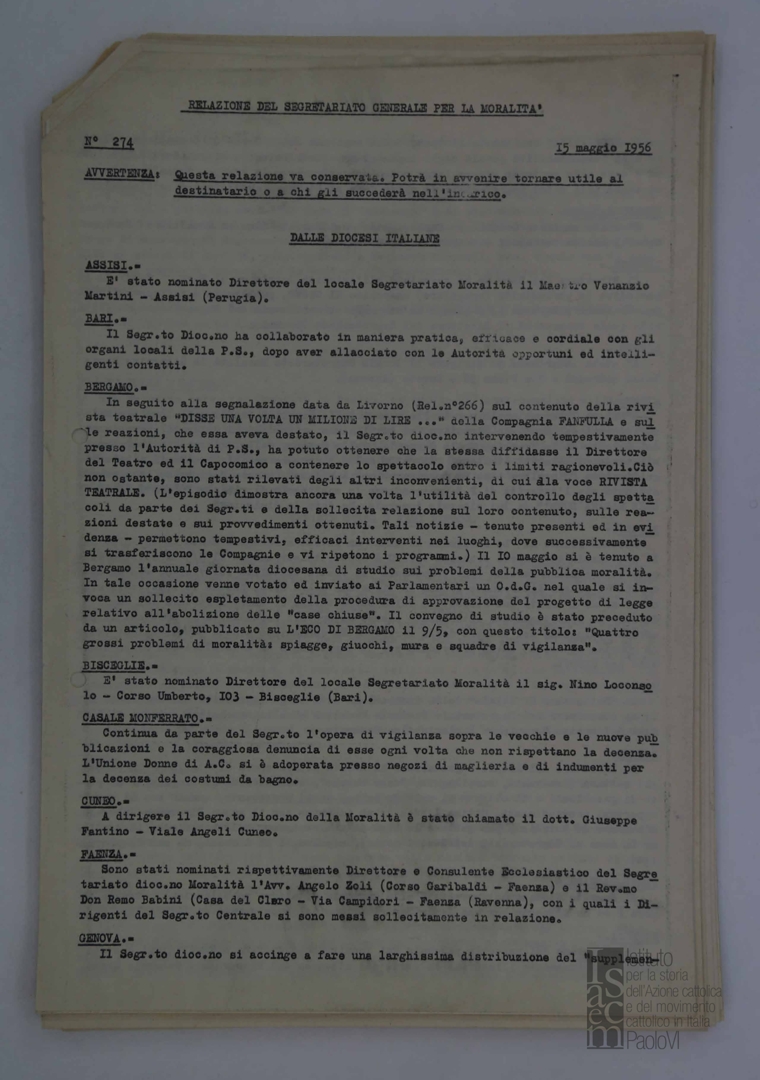 RELAZIONE DEL SEGRETARIATO GENERALE PER LA MORALITA'
N° 274
15 maggio 1956
AVVERTENZA: Questa relazione va conservata. Potrà in avvenire tornare utile al
destinatario o a chi gli succederà nell'incarico.
DALLE DIOCESI ITALIANE
ASSISI.=
E' stato nominato Direttore del locale Segretariato Moralità il Maestro Venanzio
Martini - Assisi (Perugia).
BARI.=
Il Segr.to Dioc.no ha collaborato in maniera pratica, efficace e cordiale con gli
organi locali della P.S., dopo aver allacciato con le Autorità opportuni ed intelli-
genti contatti.
BERGAMO.=
In seguito alla segnalazione data da Livorno (Rel.n°266) sul contenuto della rivi
sta teatrale "DISSE UNA VOLTA UN MILIONE DI LIRE ..." della Compagnia FANFULLA e sul
le reazioni, che essa aveva destato, il Segr.to dioc.no intervenendo tempestivamente
presso l'Autorità di P.S., ha potuto ottenere che la stessa diffidasse il Direttore
del Teatro ed il Capocomico a contenere lo spettacolo entro i limiti ragionevoli.Ciò
non ostante, sono stati rilevati degli altri inconvenienti, di cui alla voce RIVISTA
TEATRALE. (L'episodio dimostra ancora una volta l'utilità del controllo degli spetta
coli da parte dei Segr.ti e della sollecita relazione sul loro contenuto, sulle rea-
zioni destate e sui provvedimenti ottenuti. Tali notizie - tenute presenti ed in evi
denza - permettono tempestivi, efficaci interventi nei luoghi, dove successivamente
si trasferiscono le Compagnie e vi ripetono i programmi.) Il IO maggio si è tenuto a
Bergamo l'annuale giornata diocesana di studio sui problemi della pubblica moralità.
In tale occasione venne votato ed inviato ai Parlamentari un O.d.G. nel quale si in-
voca un sollecito espletamento della procedura di approvazione del progetto di legge
relativo all'abolizione delle "case chiuse". Il convegno di studio è stato preceduto
da un articolo, pubblicato su L'ECO DI BERGAMO il 9/5, con questo titolo: "Quattro
grossi problemi di moralità: spiagge, giuochi, mura e squadre di vigilanza".
BISCEGLIE.=
E' stato nominato Direttore del locale Segretariato Moralità il sig. Nino Loconso
lo - Corso Umberto, I03 - Bisceglie (Bari).
CASALE MONFERRATO.=
Continua da parte del Segr.to l'opera di vigilanza sopra le vecchie e le nuove pub
blicazioni e la coraggiosa denuncia di esse ogni volta che non rispettano la decenza.
L'Unione Donne di A.C. si è adoperata presso negozi di maglieria e di indumenti per
la decenza dei costumi da bagno.
CUNEO.=
A dirigere il Segr.to Dioc.no della Moralità è stato chiamato il dott. Giuseppe
Fantino - Viale Angeli Cuneo.
FAENZA.=
Sono stati nominati rispettivamente Direttore e Consulente Ecclesiastico del Segre
tariato dioc.no Moralità l'Avv. Angelo Zoli (Corso Garibaldi - Faenza) e il Rev.mo
Don Remo Babini (Casa del Clero - Via Campidori - Faenza (Ravenna), con i quali i Di-
rigenti del Segr.to Centrale si sono messi sollecitamente in relazione.
GENOVA.=
Il Segr.to dioc.no si accinge a fare una larghissima distribuzione del "supplemen-
Isacem
Istituto
per la storia
dell'Azione cattolica
e del movimento
cattolico in Italia
PaoloVI